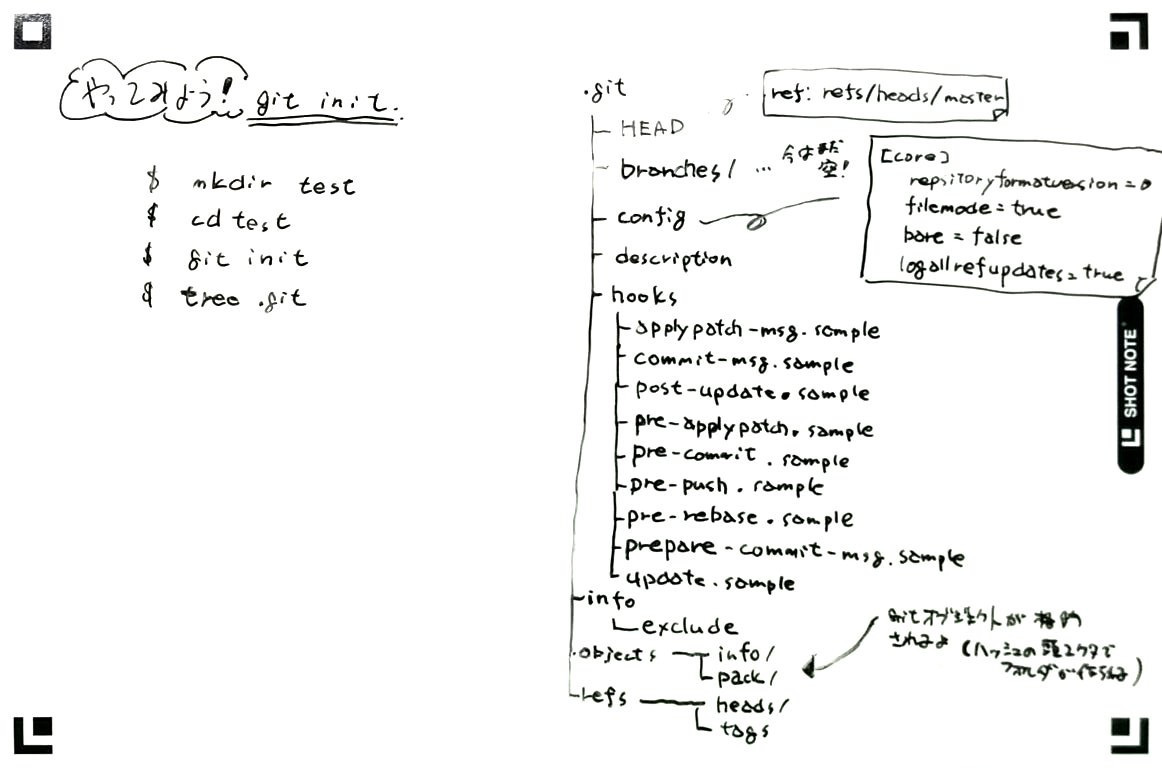 やってみよう! git init.
$ mkdir test
$ cd test
$ git init
$ tree .git
.git
HEAD
ref: refs/heads/master
branches/ … 今はまだ
空!
config
[core]
repsitoryformatversion = 0
filemode = true
bare = false
logallrefupdates = true
description
hooks
applypatch-msg.sample
commit-msg.sample
post-update.sample
pre-applypatch.sample
pre-commit.sample
pre-push.sample
pre-rebase.sample
prepare-commit-msg.sample
update.sample
info
exclude
objects
info/
pack/
gitオブジェクトが格納
されるよ (ハッシュの頭2ケタで
フォルダが作られる)
refs
heads/
tags
SHOT NOTE